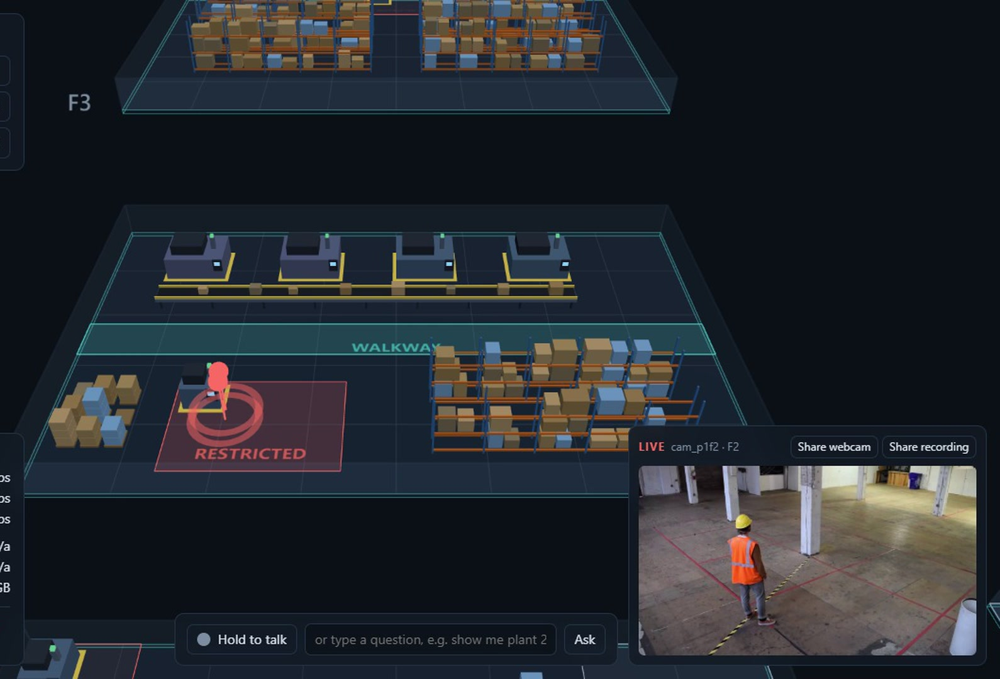 F3
WALKWAY
RESTRICTED
LIVE cam_p1f2 · F2
Share webcam
Share recording
Hold to talk
or type a question, e.g. show me plant 2
Ask